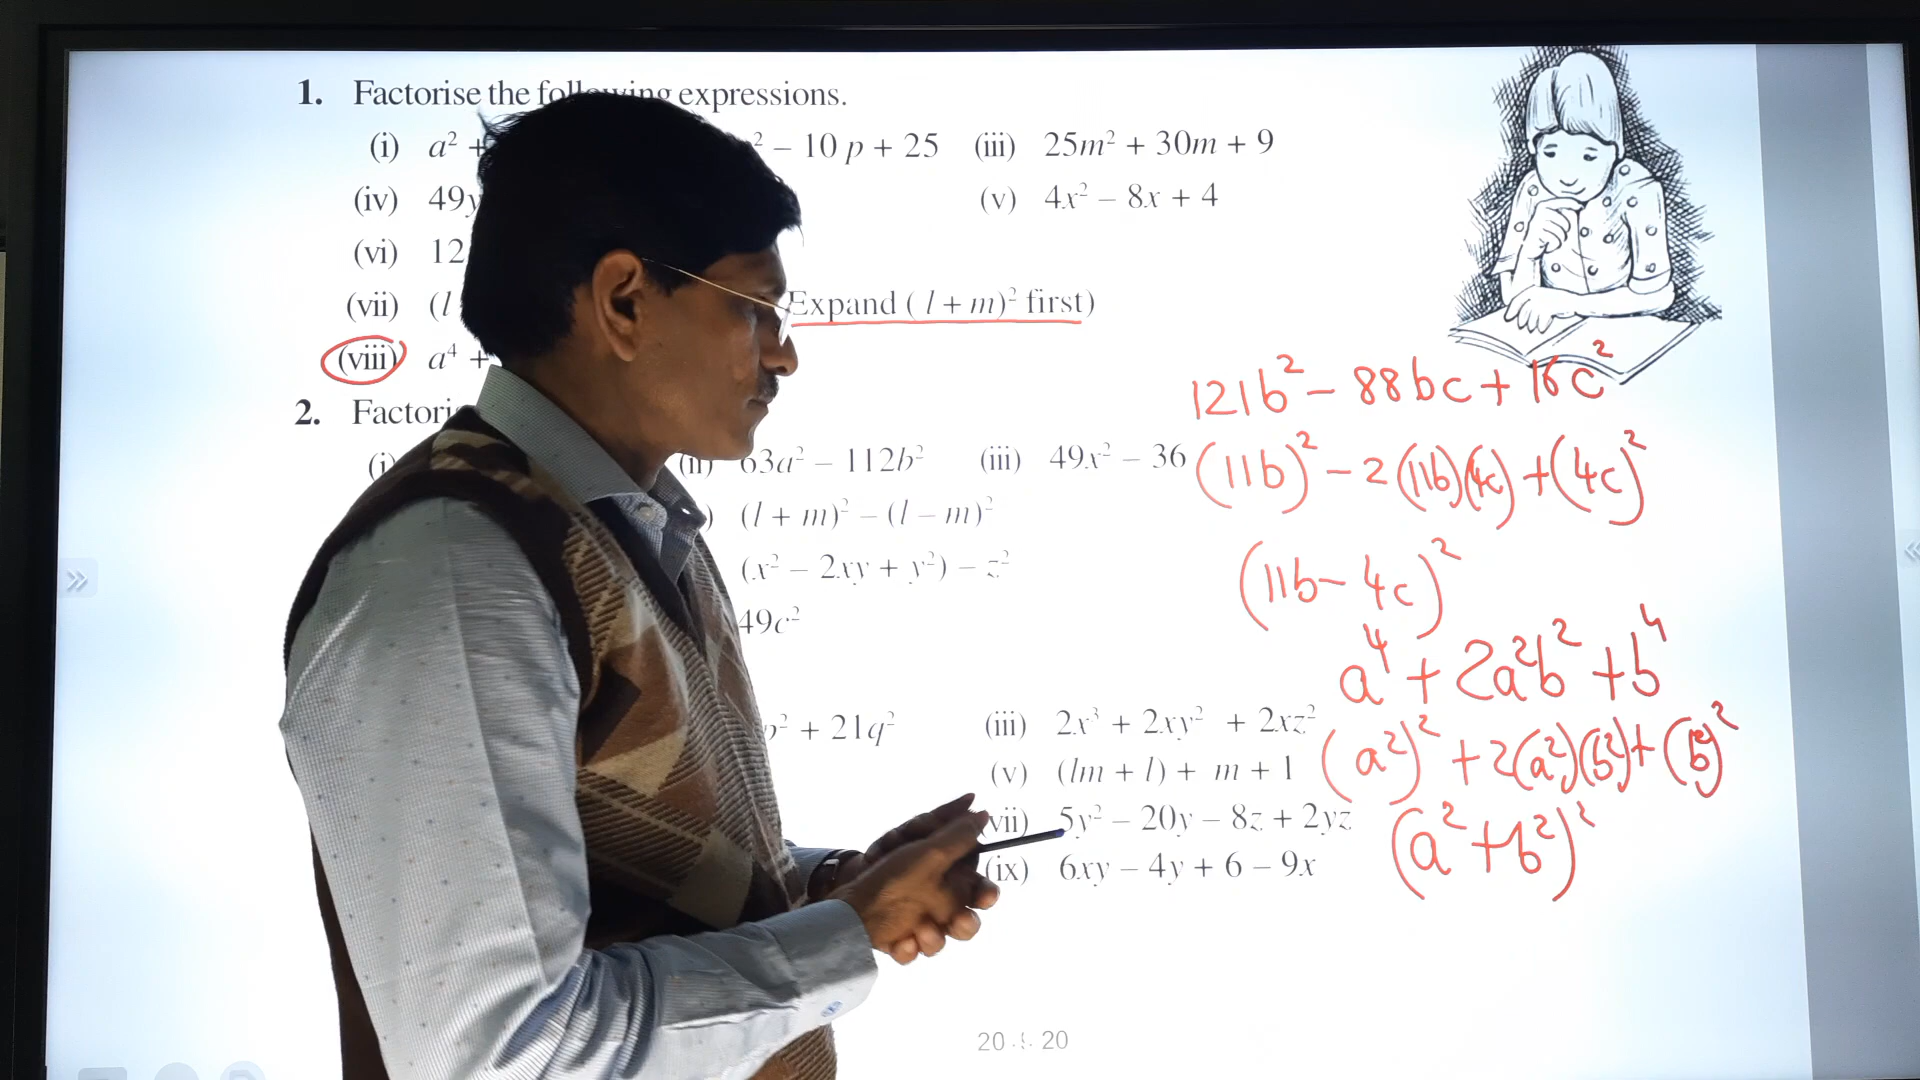 1. Factorise the following expressions.
(i) a² + ² – 10 p + 25 (iii) 25m² + 30m + 9
(iv) 49y (v) 4x² – 8x + 4
(vi) 12
(vii) (l Expand ( l + m)² first)
(viii) a⁴ +
2. Factori
(i) (ii) 63a² – 112b² (iii) 49x² – 36
) (l + m)² – (l – m)²
(x² – 2xy + y²) – z²
49c²
p² + 21q² (iii) 2x³ + 2xy² + 2xz²
(v) (lm + l) + m + 1
(vii) 5y² – 20y – 8z + 2yz
(ix) 6xy – 4y + 6 – 9x
121b² – 88bc + 16c²
(11b)² – 2(11b)(4c) + (4c)²
(11b – 4c)²
a⁴ + 2a²b² + b⁴
(a²)² + 2(a²)(b²) + (b²)²
(a² + b²)²